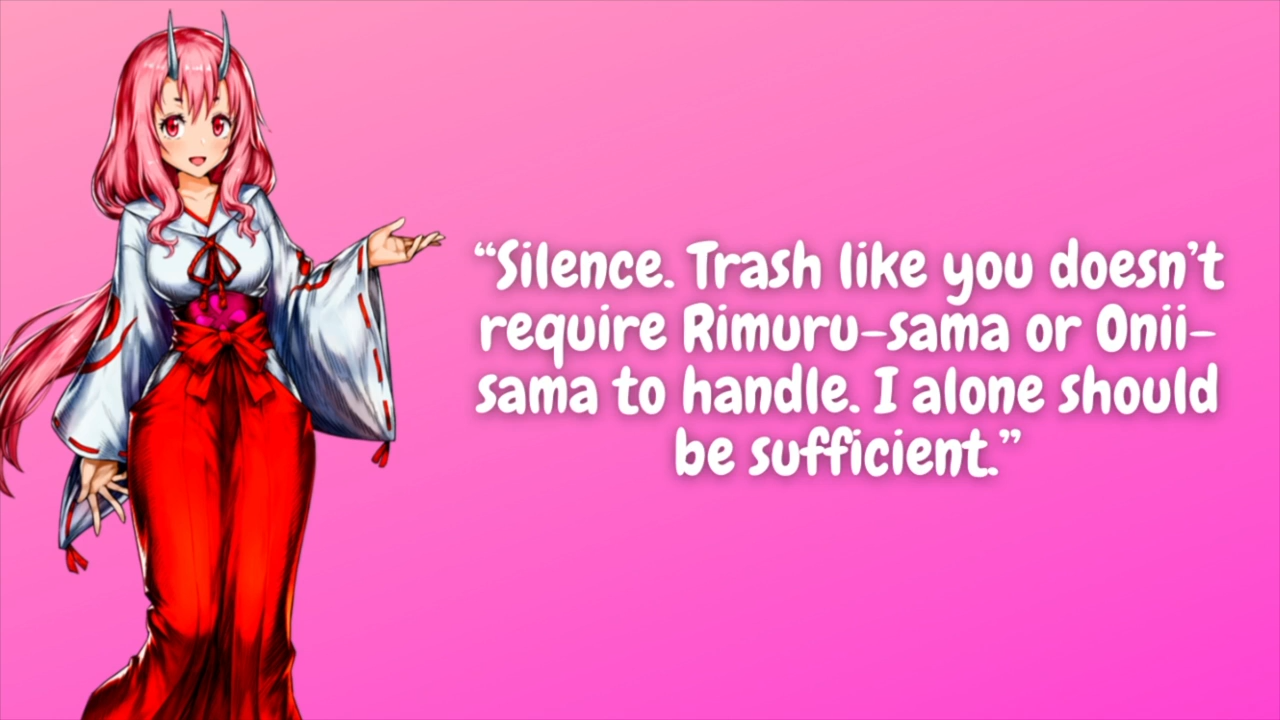 “Silence. Trash like you doesn’t
require Rimuru-sama or Onii-
sama to handle. I alone should
be sufficient.”